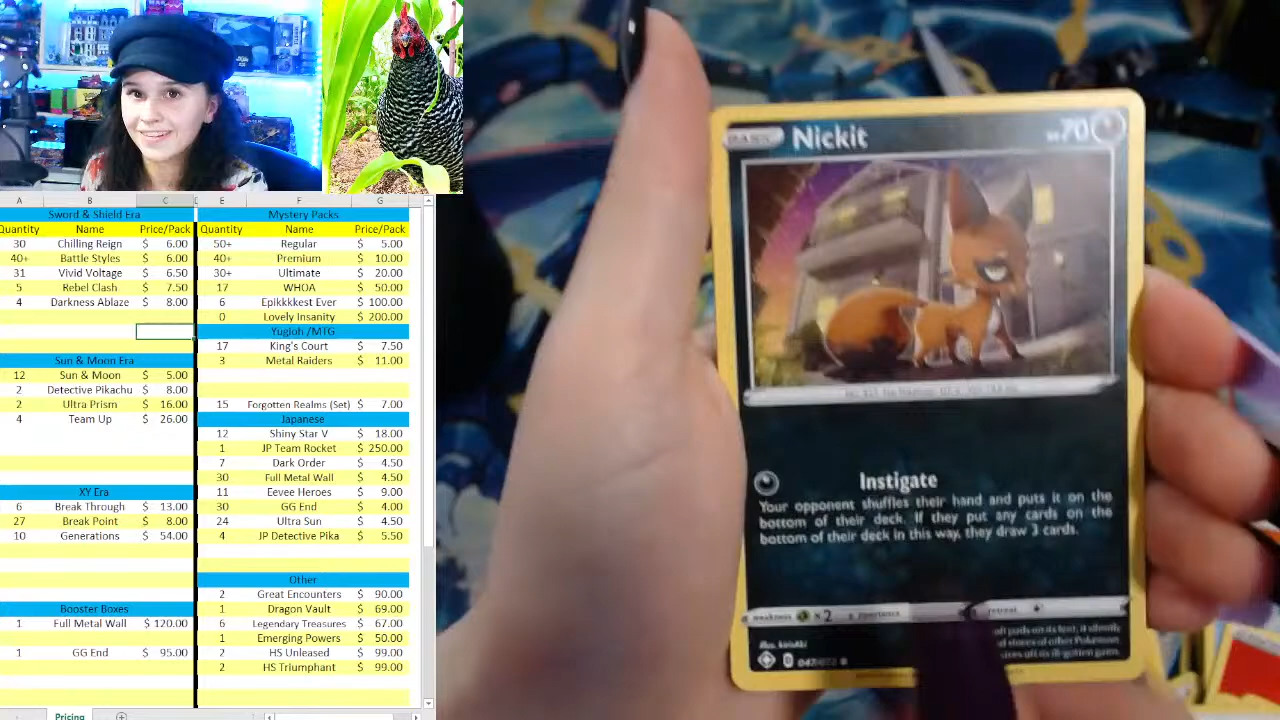 A B C D E F G
Sword & Shield Era Mystery Packs
Quantity Name Price/Pack Quantity Name Price/Pack
30 Chilling Reign $ 6.00 50+ Regular $ 5.00
40+ Battle Styles $ 6.00 40+ Premium $ 10.00
31 Vivid Voltage $ 6.50 30+ Ultimate $ 20.00
5 Rebel Clash $ 7.50 17 WHOA $ 50.00
4 Darkness Ablaze $ 8.00 6 Epikkkkest Ever $ 100.00
0 Lovely Insanity $ 200.00
Yugioh /MTG
17 King's Court $ 7.50
Sun & Moon Era 3 Metal Raiders $ 11.00
12 Sun & Moon $ 5.00
2 Detective Pikachu $ 8.00
2 Ultra Prism $ 16.00 15 Forgotten Realms (Set) $ 7.00
4 Team Up $ 26.00 Japanese
12 Shiny Star V $ 18.00
1 JP Team Rocket $ 250.00
7 Dark Order $ 4.50
30 Full Metal Wall $ 4.50
XY Era 11 Eevee Heroes $ 9.00
6 Break Through $ 13.00 30 GG End $ 4.00
27 Break Point $ 8.00 24 Ultra Sun $ 4.50
10 Generations $ 54.00 4 JP Detective Pika $ 5.50
Other
2 Great Encounters $ 90.00
Booster Boxes 1 Dragon Vault $ 69.00
1 Full Metal Wall $ 120.00 6 Legendary Treasures $ 67.00
1 Emerging Powers $ 50.00
1 GG End $ 95.00 2 HS Unleased $ 99.00
2 HS Triumphant $ 99.00
Pricing
BASIC Nickit 70
Instigate
Your opponent shuffles their hand and puts it on the
bottom of their deck. If they put any cards on the
bottom of their deck in this way, they draw 3 cards.
weakness ×2 resistance retreat
047/072